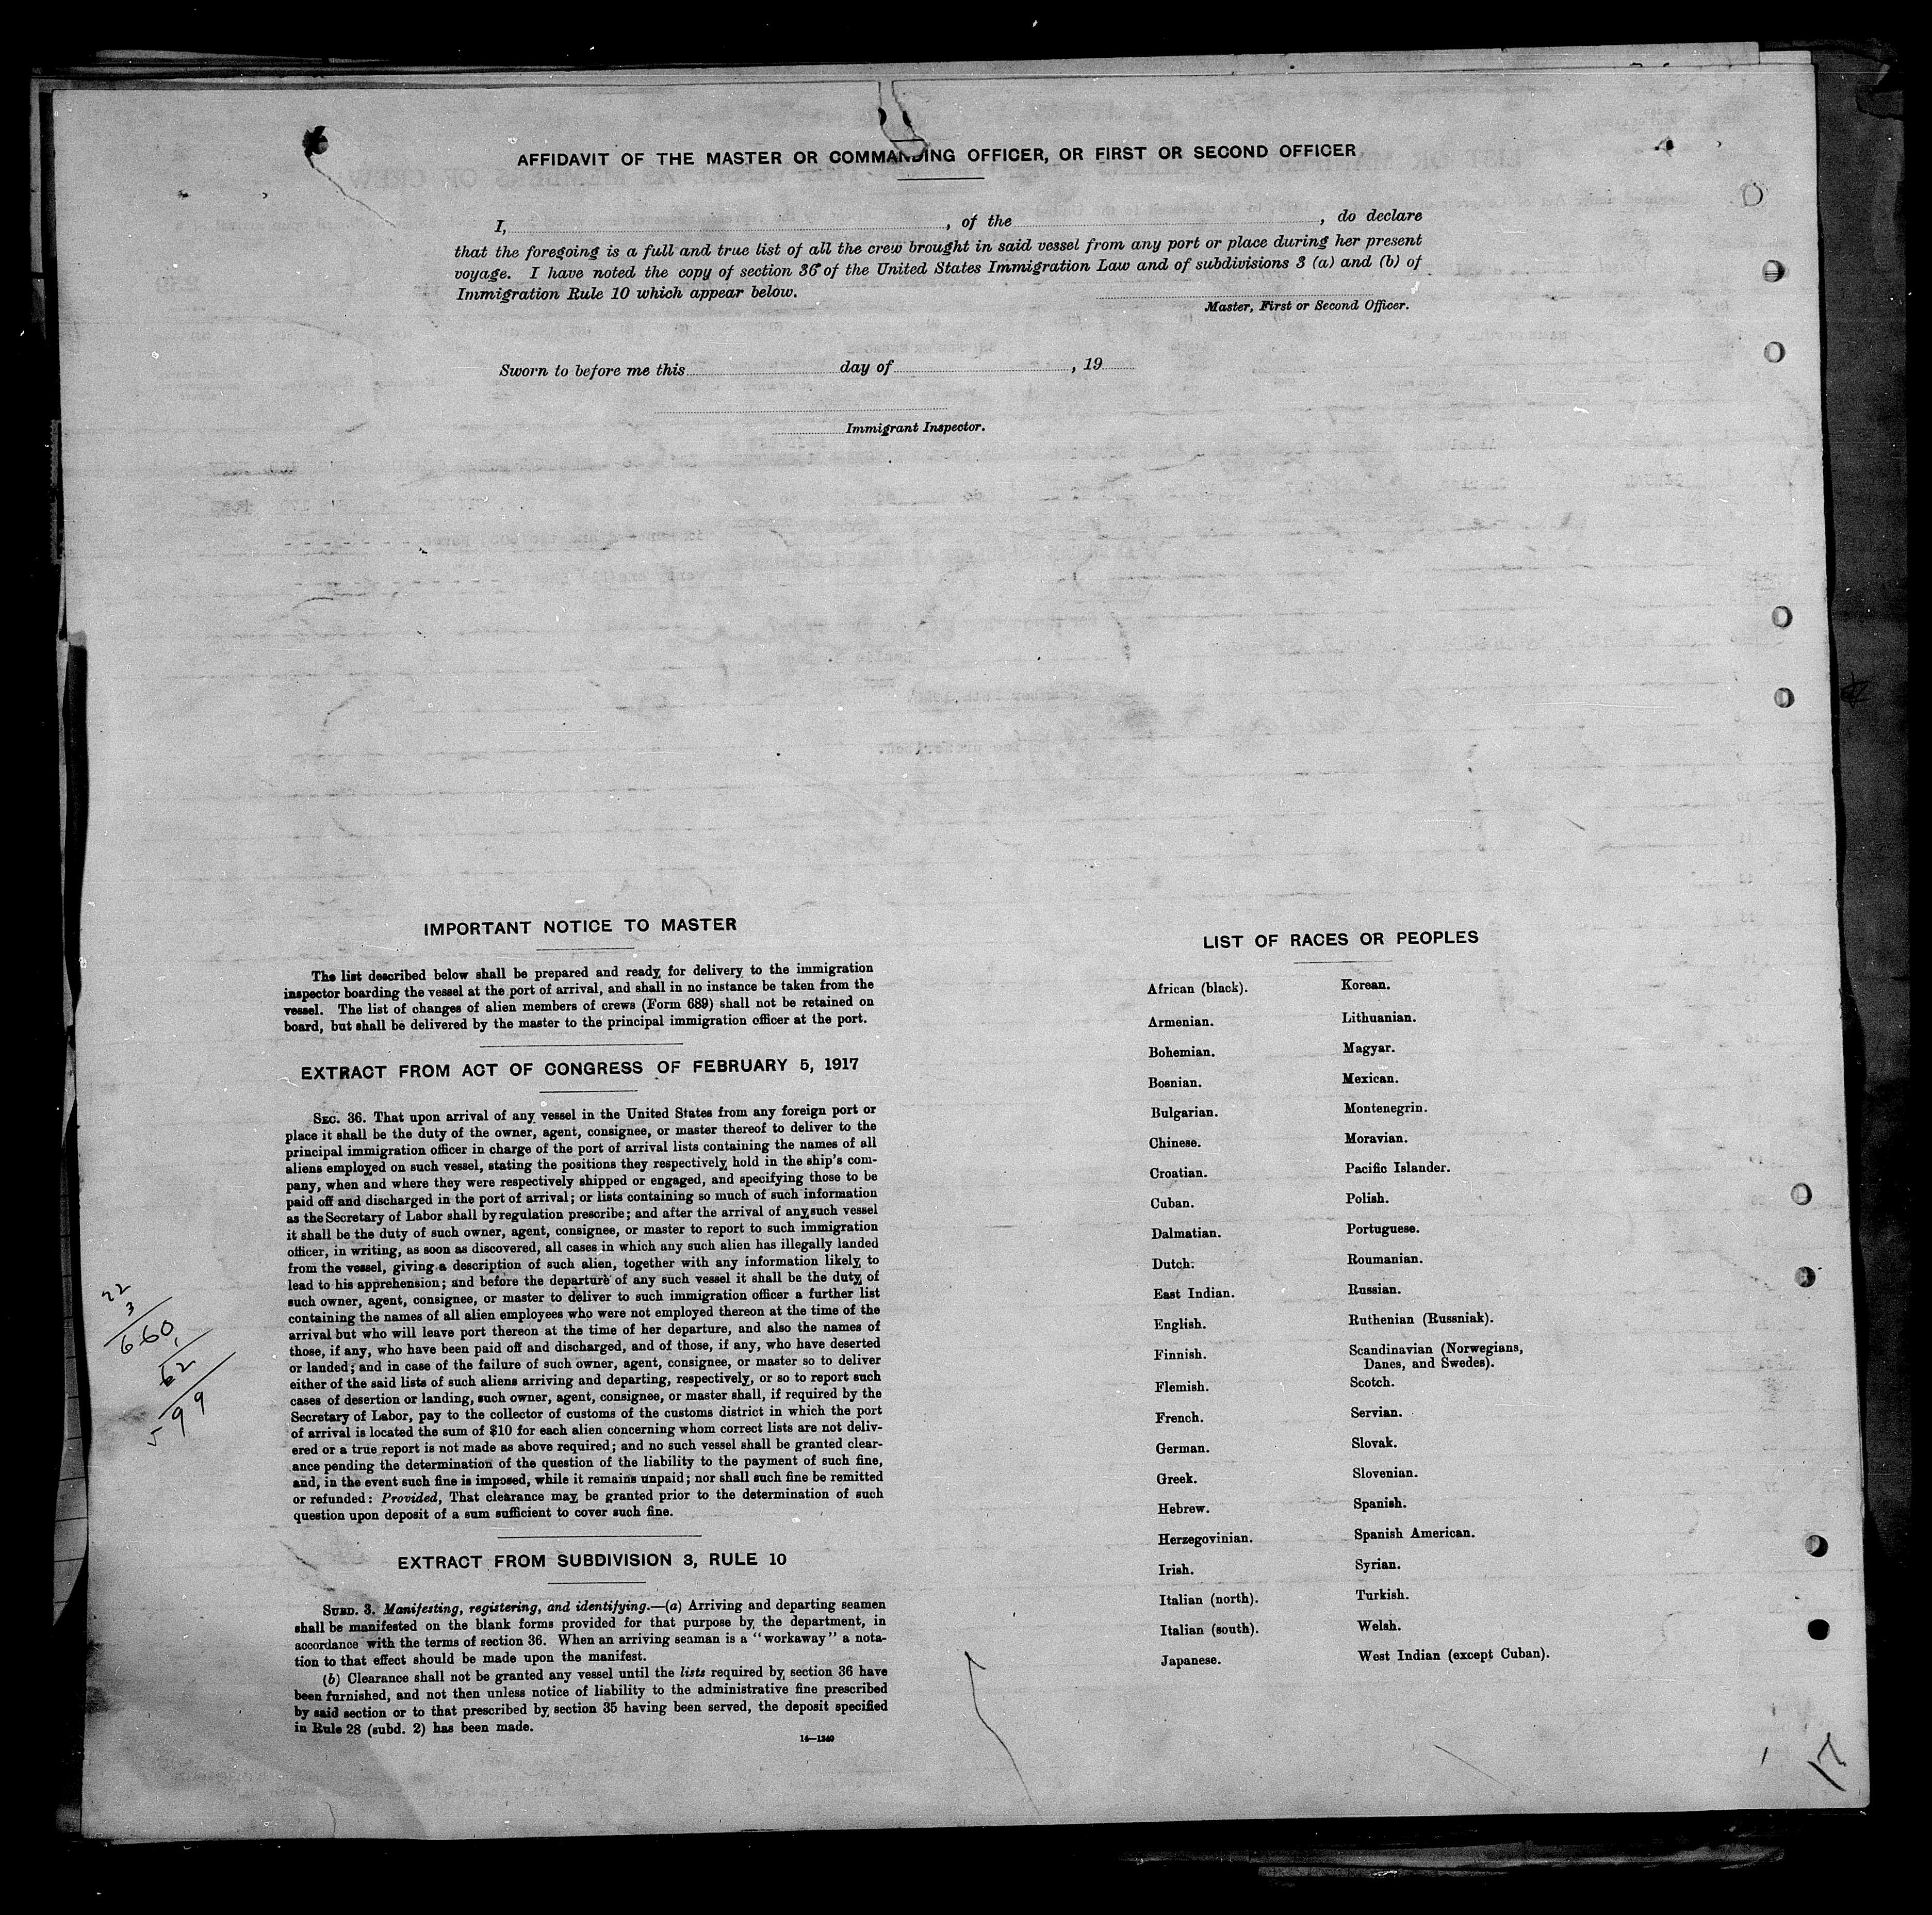 AFFIDAVIT OF THE MASTER OR COMMANDING OFFICER, OR FIRST OR SECOND OFFICER
I, , of the , do declare
that the foregoing is a full and true list of all the crew brought in said vessel from any port or place during her present
voyage. I have noted the copy of section 36 of the United States Immigration Law and of subdivisions 3 (a) and (b) of
Immigration Rule 10 which appear below.
Master, First or Second Officer.
Sworn to before me this day of , 19
Immigrant Inspector.
IMPORTANT NOTICE TO MASTER
The list described below shall be prepared and ready for delivery to the immigration
inspector boarding the vessel at the port of arrival, and shall in no instance be taken from the
vessel. The list of changes of alien members of crews (Form 689) shall not be retained on
board, but shall be delivered by the master to the principal immigration officer at the port.
EXTRACT FROM ACT OF CONGRESS OF FEBRUARY 5, 1917
SEC. 36. That upon arrival of any vessel in the United States from any foreign port or
place it shall be the duty of the owner, agent, consignee, or master thereof to deliver to the
principal immigration officer in charge of the port of arrival lists containing the names of all
aliens employed on such vessel, stating the positions they respectively hold in the ship's com-
pany, when and where they were respectively shipped or engaged, and specifying those to be
paid off and discharged in the port of arrival; or lists containing so much of such information
as the Secretary of Labor shall by regulation prescribe; and after the arrival of any such vessel
it shall be the duty of such owner, agent, consignee, or master to report to such immigration
officer, in writing, as soon as discovered, all cases in which any such alien has illegally landed
from the vessel, giving a description of such alien, together with any information likely to
lead to his apprehension; and before the departure of any such vessel it shall be the duty of
such owner, agent, consignee, or master to deliver to such immigration officer a further list
containing the names of all alien employees who were not employed thereon at the time of the
arrival but who will leave port thereon at the time of her departure, and also the names of
those, if any, who have been paid off and discharged, and of those, if any, who have deserted
or landed; and in case of the failure of such owner, agent, consignee, or master so to deliver
either of the said lists of such aliens arriving and departing, respectively, or so to report such
cases of desertion or landing, such owner, agent, consignee, or master shall, if required by the
Secretary of Labor, pay to the collector of customs of the customs district in which the port
of arrival is located the sum of $10 for each alien concerning whom correct lists are not deliv-
ered or a true report is not made as above required; and no such vessel shall be granted clear-
ance pending the determination of the question of the liability to the payment of such fine,
and, in the event such fine is imposed, while it remains unpaid; nor shall such fine be remitted
or refunded: Provided, That clearance may be granted prior to the determination of such
question upon deposit of a sum sufficient to cover such fine.
EXTRACT FROM SUBDIVISION 3, RULE 10
SUBD. 3. Manifesting, registering, and identifying.—(a) Arriving and departing seamen
shall be manifested on the blank forms provided for that purpose by the department, in
accordance with the terms of section 36. When an arriving seaman is a "workaway" a nota-
tion to that effect should be made upon the manifest.
(b) Clearance shall not be granted any vessel until the lists required by section 36 have
been furnished, and not then unless notice of liability to the administrative fine prescribed
by said section or to that prescribed by section 35 having been served, the deposit specified
in Rule 28 (subd. 2) has been made.
14—1240
22
3
660
62
599
LIST OF RACES OR PEOPLES
African (black).
Armenian.
Bohemian.
Bosnian.
Bulgarian.
Chinese.
Croatian.
Cuban.
Dalmatian.
Dutch.
East Indian.
English.
Finnish.
Flemish.
French.
German.
Greek.
Hebrew.
Herzegovinian.
Irish.
Italian (north).
Italian (south).
Japanese.
Korean.
Lithuanian.
Magyar.
Mexican.
Montenegrin.
Moravian.
Pacific Islander.
Polish.
Portuguese.
Roumanian.
Russian.
Ruthenian (Russniak).
Scandinavian (Norwegians,
Danes, and Swedes).
Scotch.
Servian.
Slovak.
Slovenian.
Spanish.
Spanish American.
Syrian.
Turkish.
Welsh.
West Indian (except Cuban).
17